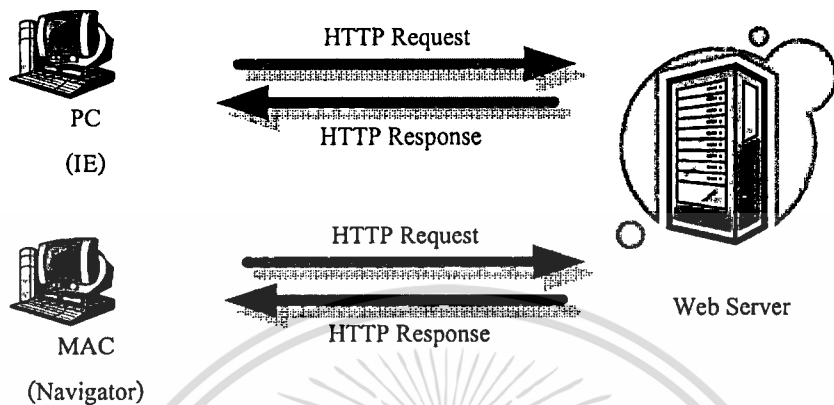 HTTP Request
HTTP Response
PC
(IE)
HTTP Request
HTTP Response
Web Server
MAC
(Navigator)